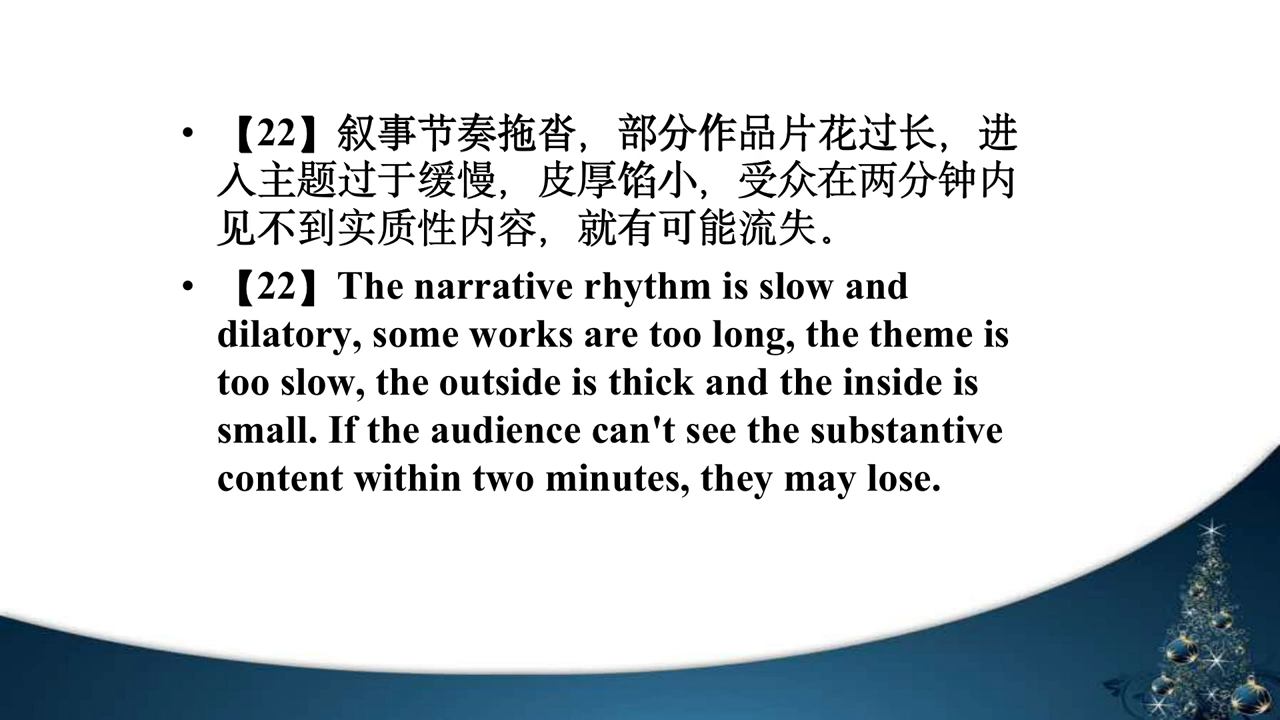 • 【22】叙事节奏拖沓，部分作品片花过长，进
入主题过于缓慢，皮厚馅小，受众在两分钟内
见不到实质性内容，就有可能流失。
• 【22】The narrative rhythm is slow and
dilatory, some works are too long, the theme is
too slow, the outside is thick and the inside is
small. If the audience can't see the substantive
content within two minutes, they may lose.